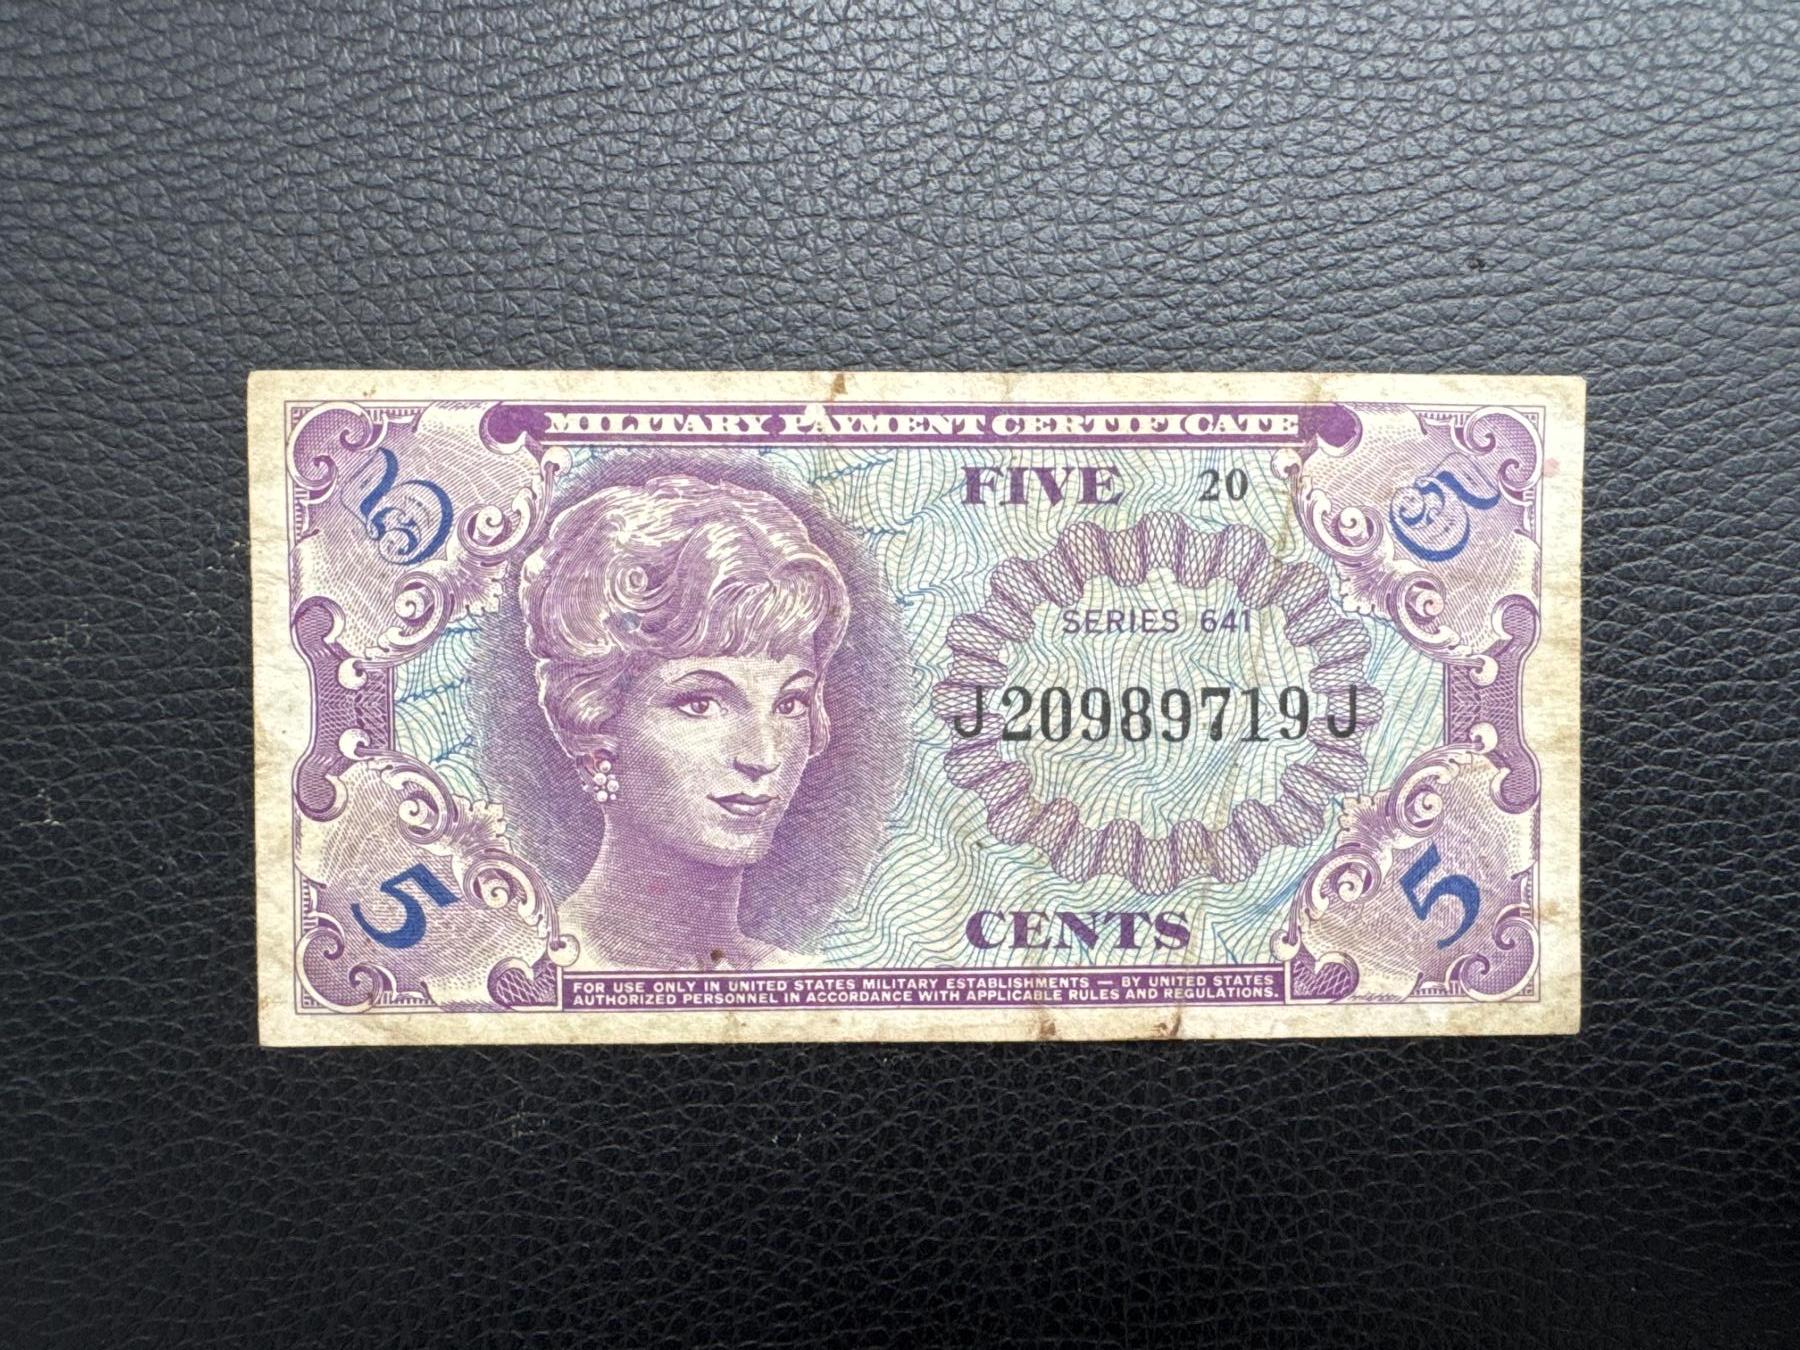 MILITARY PAYMENT CERTIFICATE
5 FIVE 20 5
SERIES 641
J20989719J
5 CENTS 5
FOR USE ONLY IN UNITED STATES MILITARY ESTABLISHMENTS — BY UNITED STATES
AUTHORIZED PERSONNEL IN ACCORDANCE WITH APPLICABLE RULES AND REGULATIONS.